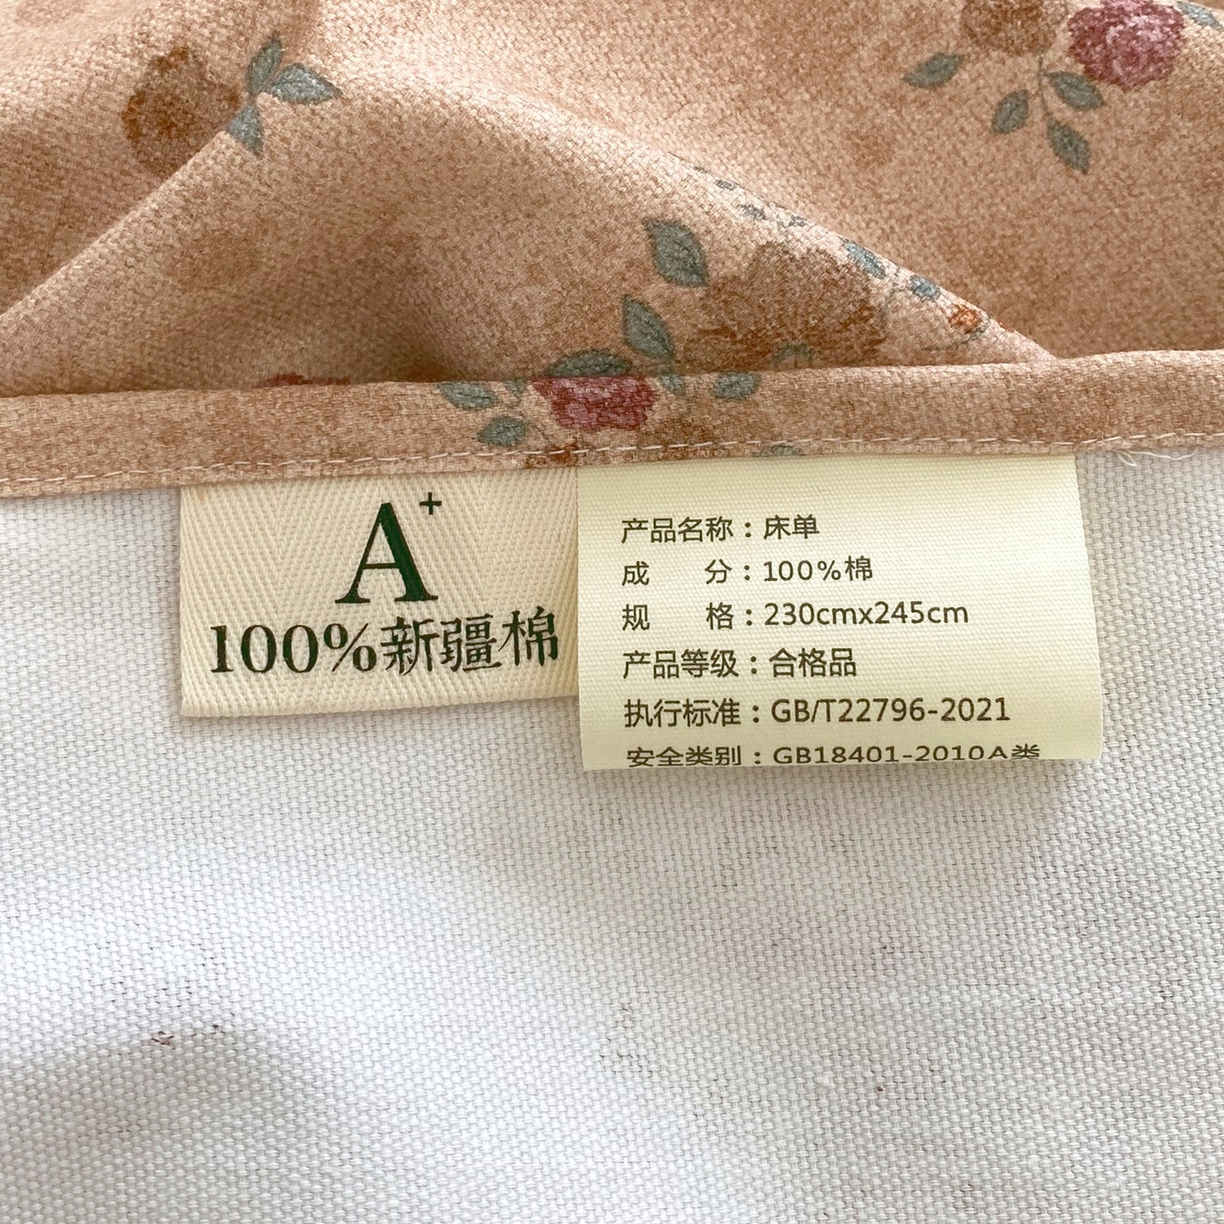 A+
100%新疆棉
产品名称：床单
成 分：100%棉
规 格：230cmx245cm
产品等级：合格品
执行标准：GB/T22796-2021
安全类别：GB18401-2010A类